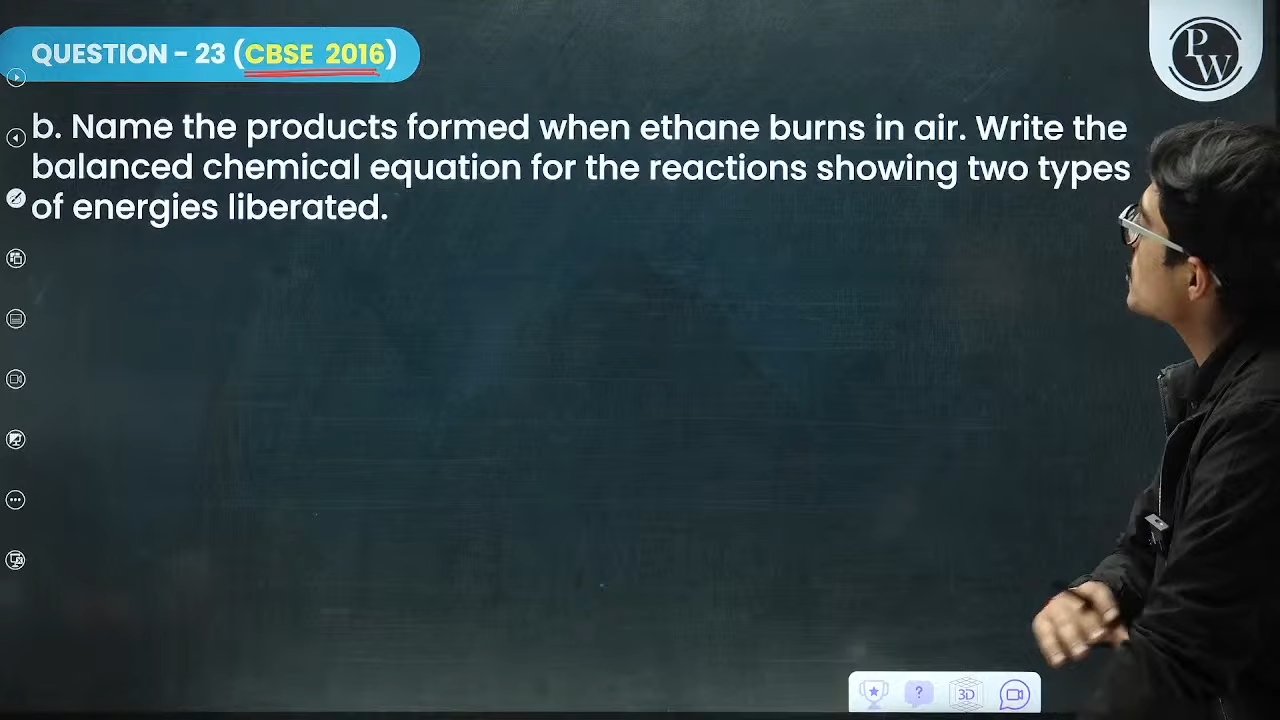 QUESTION - 23 (CBSE 2016)
PW
b. Name the products formed when ethane burns in air. Write the
balanced chemical equation for the reactions showing two types
of energies liberated.
?
3D